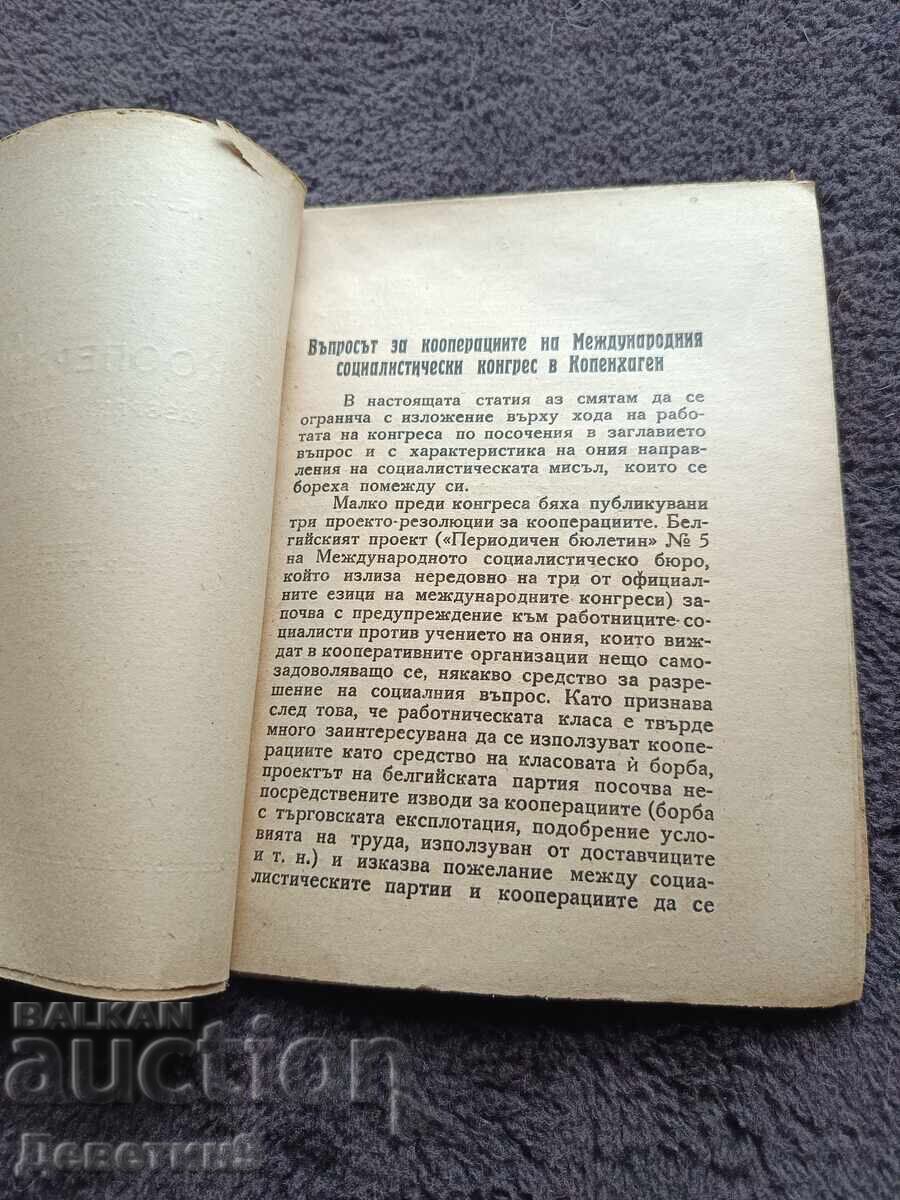 Въпросът за кооперациите на Международния
социалистически конгрес в Копенхаген
В настоящата статия аз смятам да се
огранича с изложение върху хода на рабо-
тата на конгреса по посочения в заглавието
въпрос и с характеристика на ония направ-
ления на социалистическата мисъл, които се
бореха помежду си.
Малко преди конгреса бяха публикувани
три проекто-резолюции за кооперациите. Бел-
гийският проект («Периодичен бюлетин» № 5
на Международното социалистическо бюро,
който излиза нередовно на три от официал-
ните езици на международните конгреси) за-
почва с предупреждение към работниците-со-
циалисти против учението на ония, които виж-
дат в кооперативните организации нещо само-
задоволяващо се, някакво средство за разре-
шение на социалния въпрос. Като признава
след това, че работническата класа е твърде
много заинтересувана да се използуват коопе-
рациите като средство на класовата ѝ борба,
проектът на белгийската партия посочва не-
посредствените изводи за кооперациите (борба
с търговската експлотация, подобрение усло-
вията на труда, използуван от доставчиците
и т. н.) и изказва пожелание между социа-
листическите партии и кооперациите да се
BALKAN
auction
Деветки9